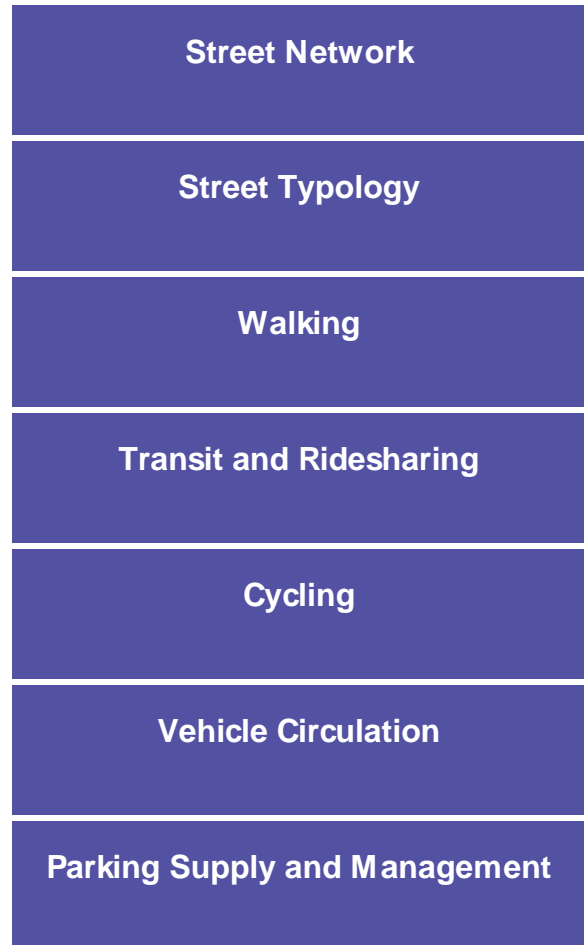 Street Network
Street Typology
Walking
Transit and Ridesharing
Cycling
Vehicle Circulation
Parking Supply and Management